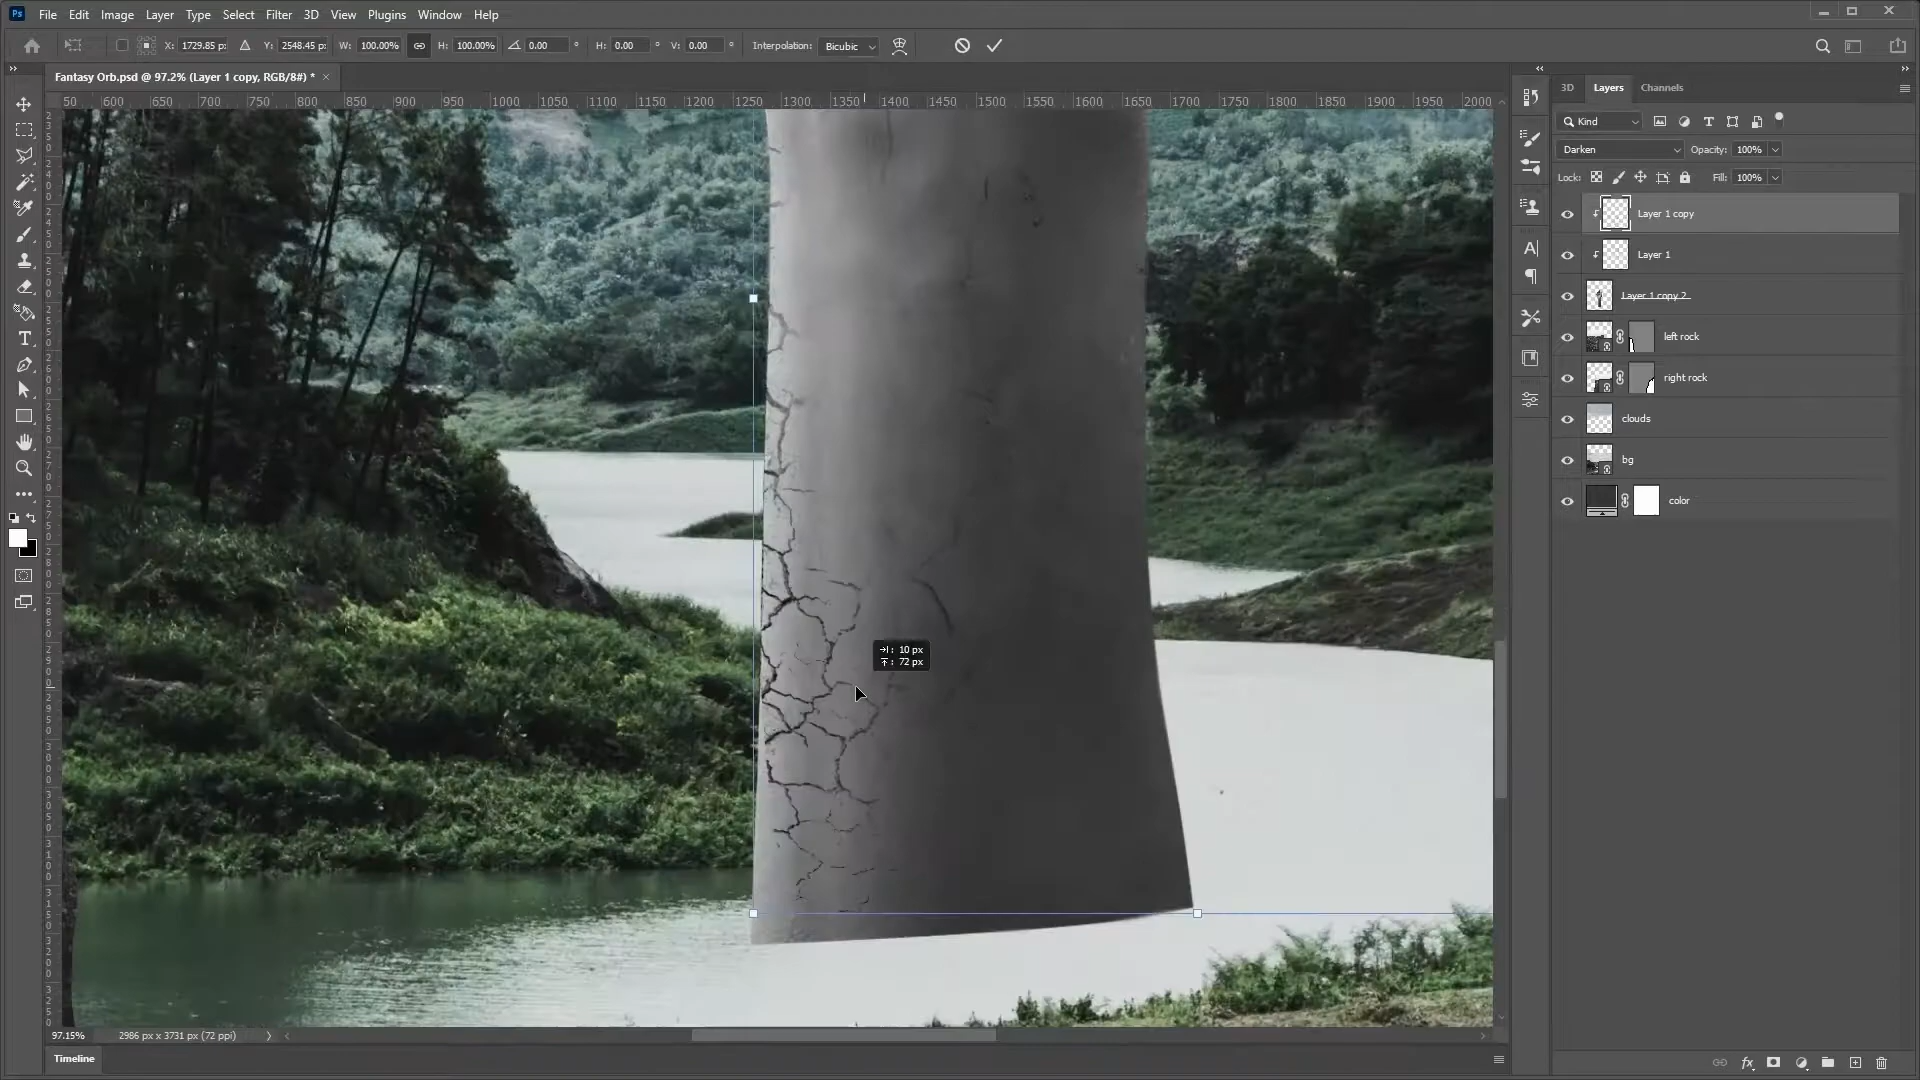 Ps File Edit Image Layer Type Select Filter 3D View Plugins Window Help
X: 1729.85 px Y: 2548.45 px W: 100.00% H: 100.00% 0.00 ° H: 0.00 ° V: 0.00 ° Interpolation: Bicubic
Fantasy Orb.psd @ 97.2% (Layer 1 copy, RGB/8#) * ×
50 600 650 700 750 800 850 900 950 1000 1050 1100 1150 1200 1250 1300 1350 1400 1450 1500 1550 1600 1650 1700 1750 1800 1850 1900 1950 2000
→ : 10 px
: 72 px
3D Layers Channels
Kind
Darken Opacity: 100%
Lock: Fill: 100%
Layer 1 copy
Layer 1
Layer 1 copy 2
left rock
right rock
clouds
bg
color
97.15% 2986 px x 3731 px (72 ppi)
Timeline